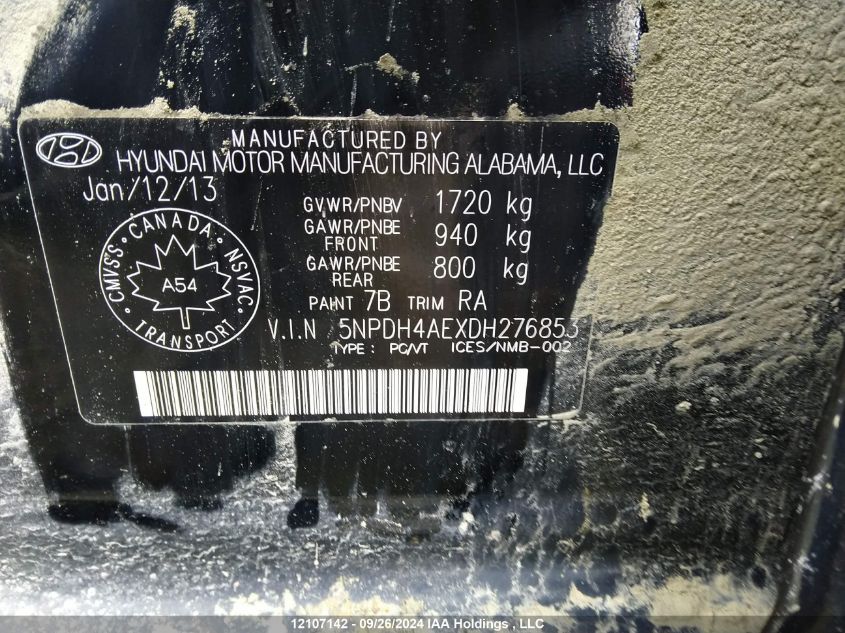 MANUFACTURED BY
HYUNDAI MOTOR MANUFACTURING ALABAMA, LLC
Jan/12/13
GVWR/PNBV 1720 kg
GAWR/PNBE FRONT 940 kg
GAWR/PNBE REAR 800 kg
PAINT 7B TRIM RA
V.I.N 5NPDH4AEXDH276853
TYPE: PC/VT ICES/NMB-002
CANADA
CMVSS NSVAC
A54
TRANSPORT
12107142 - 09/26/2024 IAA Holdings , LLC